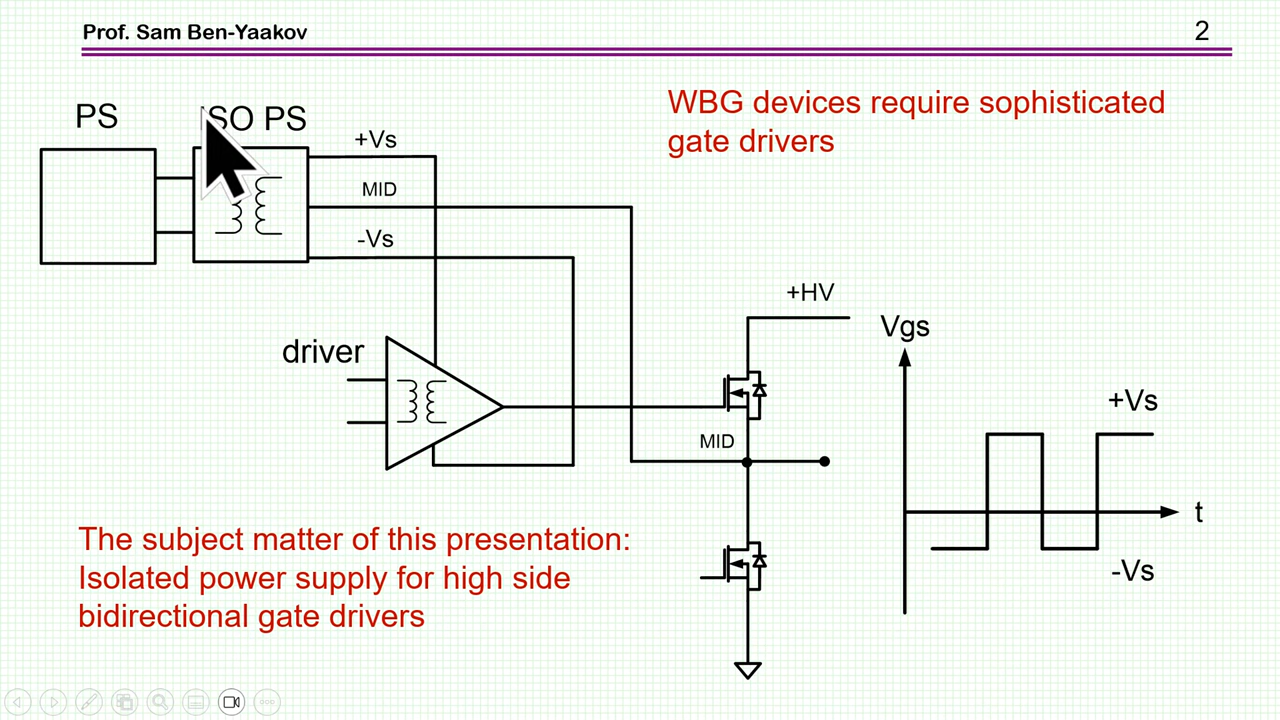 Prof. Sam Ben-Yaakov
2
PS
ISO PS
WBG devices require sophisticated
gate drivers
+Vs
MID
-Vs
+HV
Vgs
driver
+Vs
MID
t
-Vs
The subject matter of this presentation:
Isolated power supply for high side
bidirectional gate drivers